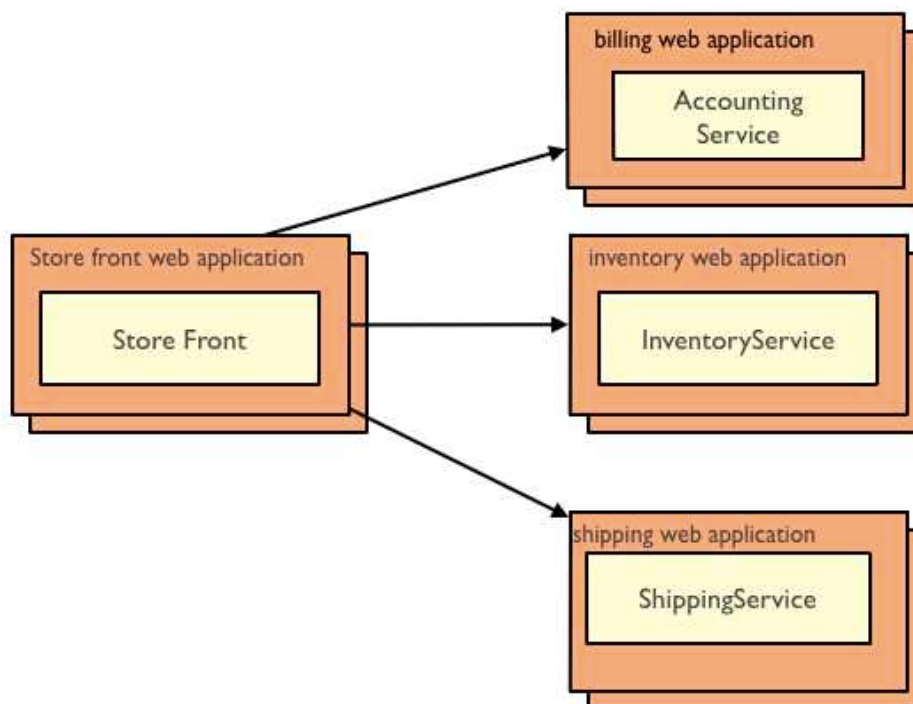 billing web application
Accounting
Service
Store front web application
Store Front
inventory web application
InventoryService
shipping web application
ShippingService